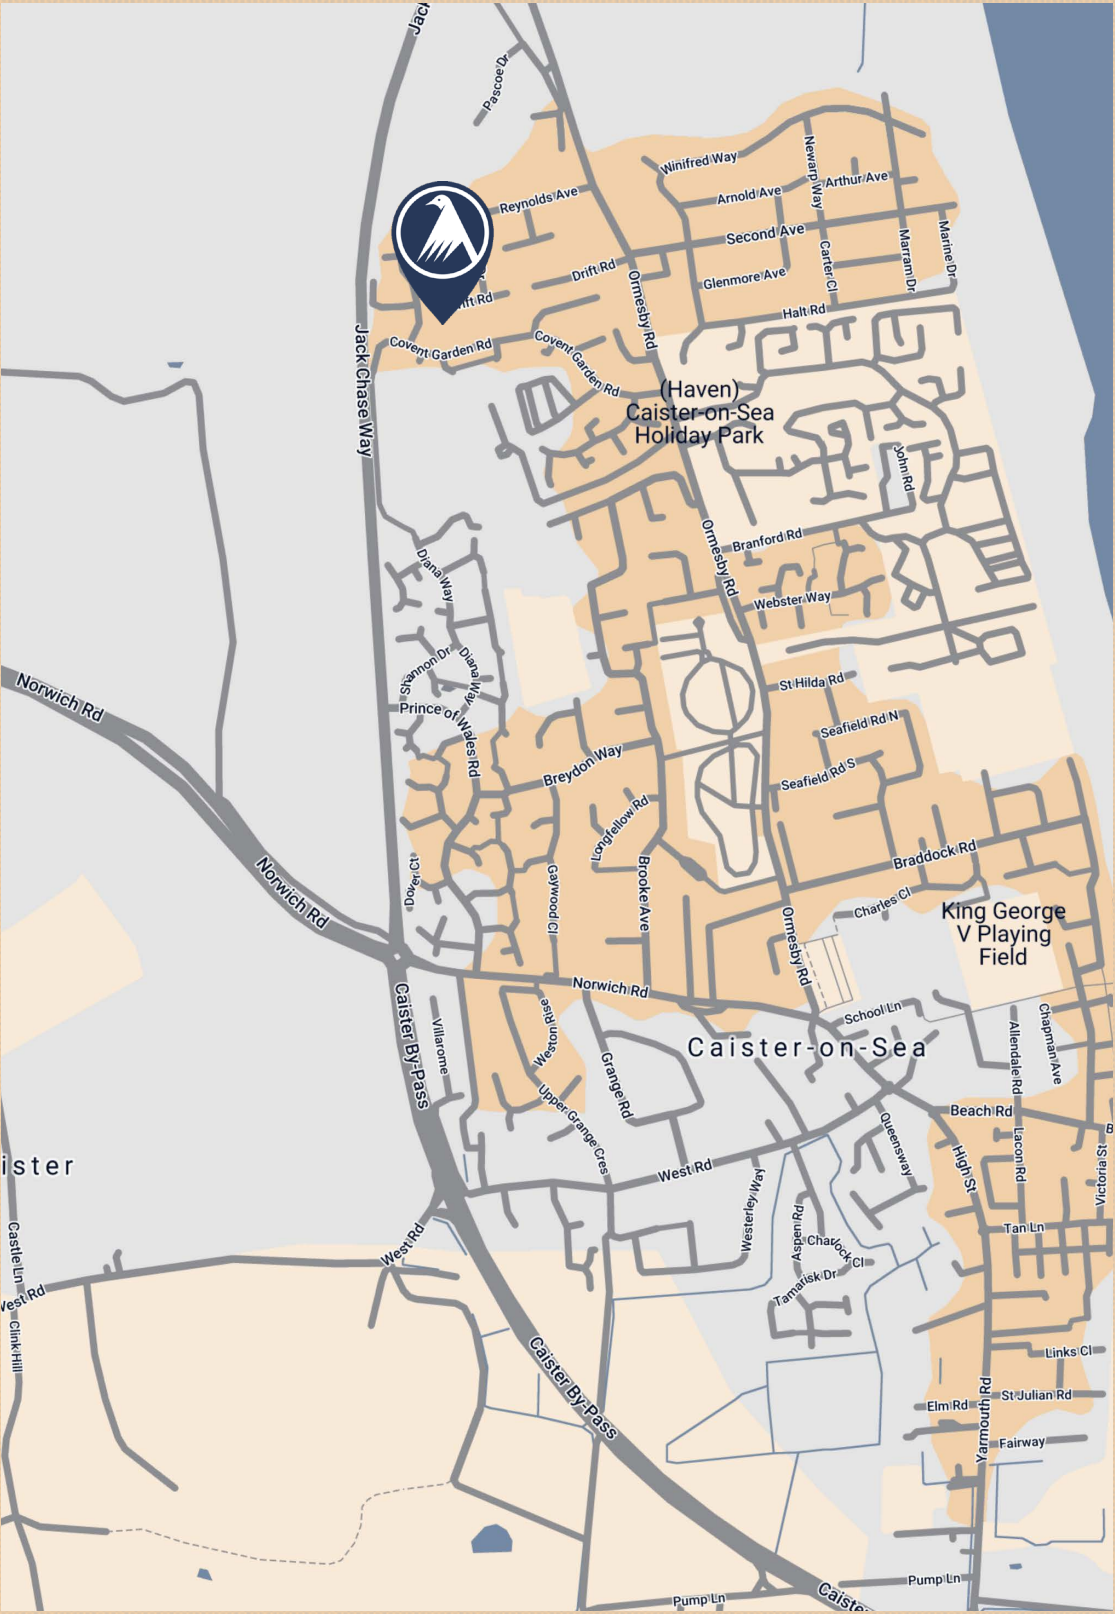 Jack
Pascoe Dr
Winifred Way
Newarp Way
Arthur Ave
Arnold Ave
Reynolds Ave
Second Ave
Marine Dr
Marram Dr
Carter Cl
Drift Rd
Glenmore Ave
Ormesby Rd
Halt Rd
Covent Garden Rd
Covent Garden Rd
Jack Chase Way
(Haven)
Caister-on-Sea
Holiday Park
John Rd
Ormesby Rd
Branford Rd
Diana Way
Webster Way
Shannon Dr
Diana Way
St Hilda Rd
Norwich Rd
Prince of Wales Rd
Seafield Rd N
Breydon Way
Seafield Rd S
Longfellow Rd
Braddock Rd
Dover Ct
Gaywood Cl
Brooke Ave
Norwich Rd
Charles Cl
King George
V Playing
Field
Ormesby Rd
Norwich Rd
Caister By-Pass
Villarome
Weston Rise
School Ln
Chapman Ave
Allendale Rd
Caister-on-Sea
Grange Rd
Upper Grange Cres
Beach Rd
Queensway
High St
Lacon Rd
Victoria St
ister
West Rd
Westerley Way
Aspen Rd
Tan Ln
Charlock Cl
Castle Ln
West Rd
Tamarisk Dr
West Rd
Clink Hill
Caister By-Pass
Links Cl
St Julian Rd
Elm Rd
Yarmouth Rd
Fairway
Pump Ln
Pump Ln
Caiste